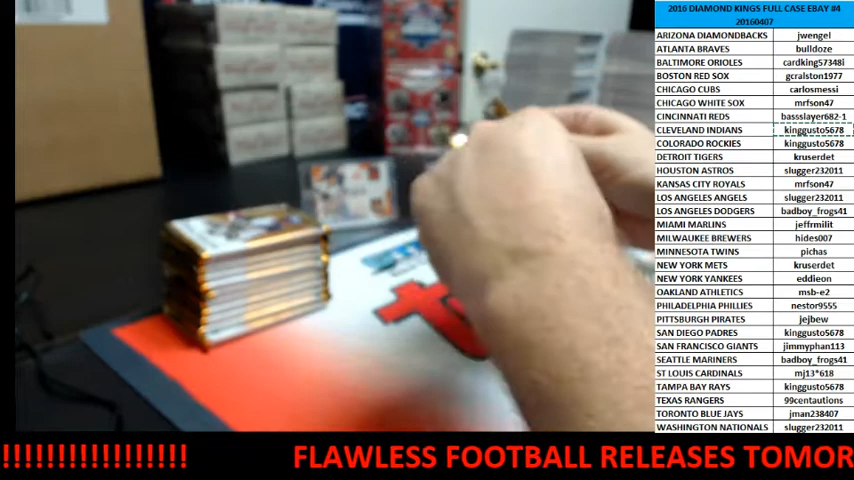 2016 DIAMOND KINGS FULL CASE EBAY #4
20160407
ARIZONA DIAMONDBACKS jwengel
ATLANTA BRAVES bulldoze
BALTIMORE ORIOLES cardking57348i
BOSTON RED SOX gcralston1977
CHICAGO CUBS carlosmessi
CHICAGO WHITE SOX mrfson47
CINCINNATI REDS bassslayer682-1
CLEVELAND INDIANS kinggusto5678
COLORADO ROCKIES kinggusto5678
DETROIT TIGERS kruserdet
HOUSTON ASTROS slugger232011
KANSAS CITY ROYALS mrfson47
LOS ANGELES ANGELS slugger232011
LOS ANGELES DODGERS badboy_frogs41
MIAMI MARLINS jeffrmilit
MILWAUKEE BREWERS hides007
MINNESOTA TWINS pichas
NEW YORK METS kruserdet
NEW YORK YANKEES eddieon
OAKLAND ATHLETICS msb-e2
PHILADELPHIA PHILLIES nestor9555
PITTSBURGH PIRATES jejbew
SAN DIEGO PADRES kinggusto5678
SAN FRANCISCO GIANTS jimmyphan113
SEATTLE MARINERS badboy_frogs41
ST LOUIS CARDINALS mj13*618
TAMPA BAY RAYS kinggusto5678
TEXAS RANGERS 99centautions
TORONTO BLUE JAYS jman238407
WASHINGTON NATIONALS slugger232011
!!!!!!!!!!!!!!!!! FLAWLESS FOOTBALL RELEASES TOMOR